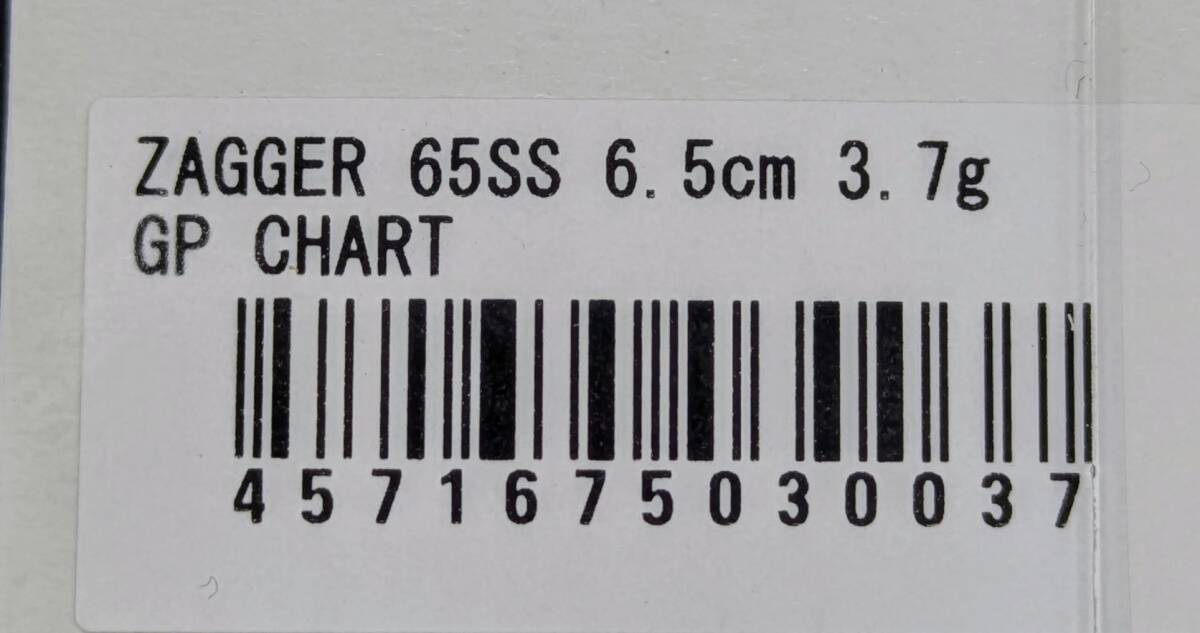 ZAGGER 65SS 6.5cm 3.7g
GP CHART
4571675030037